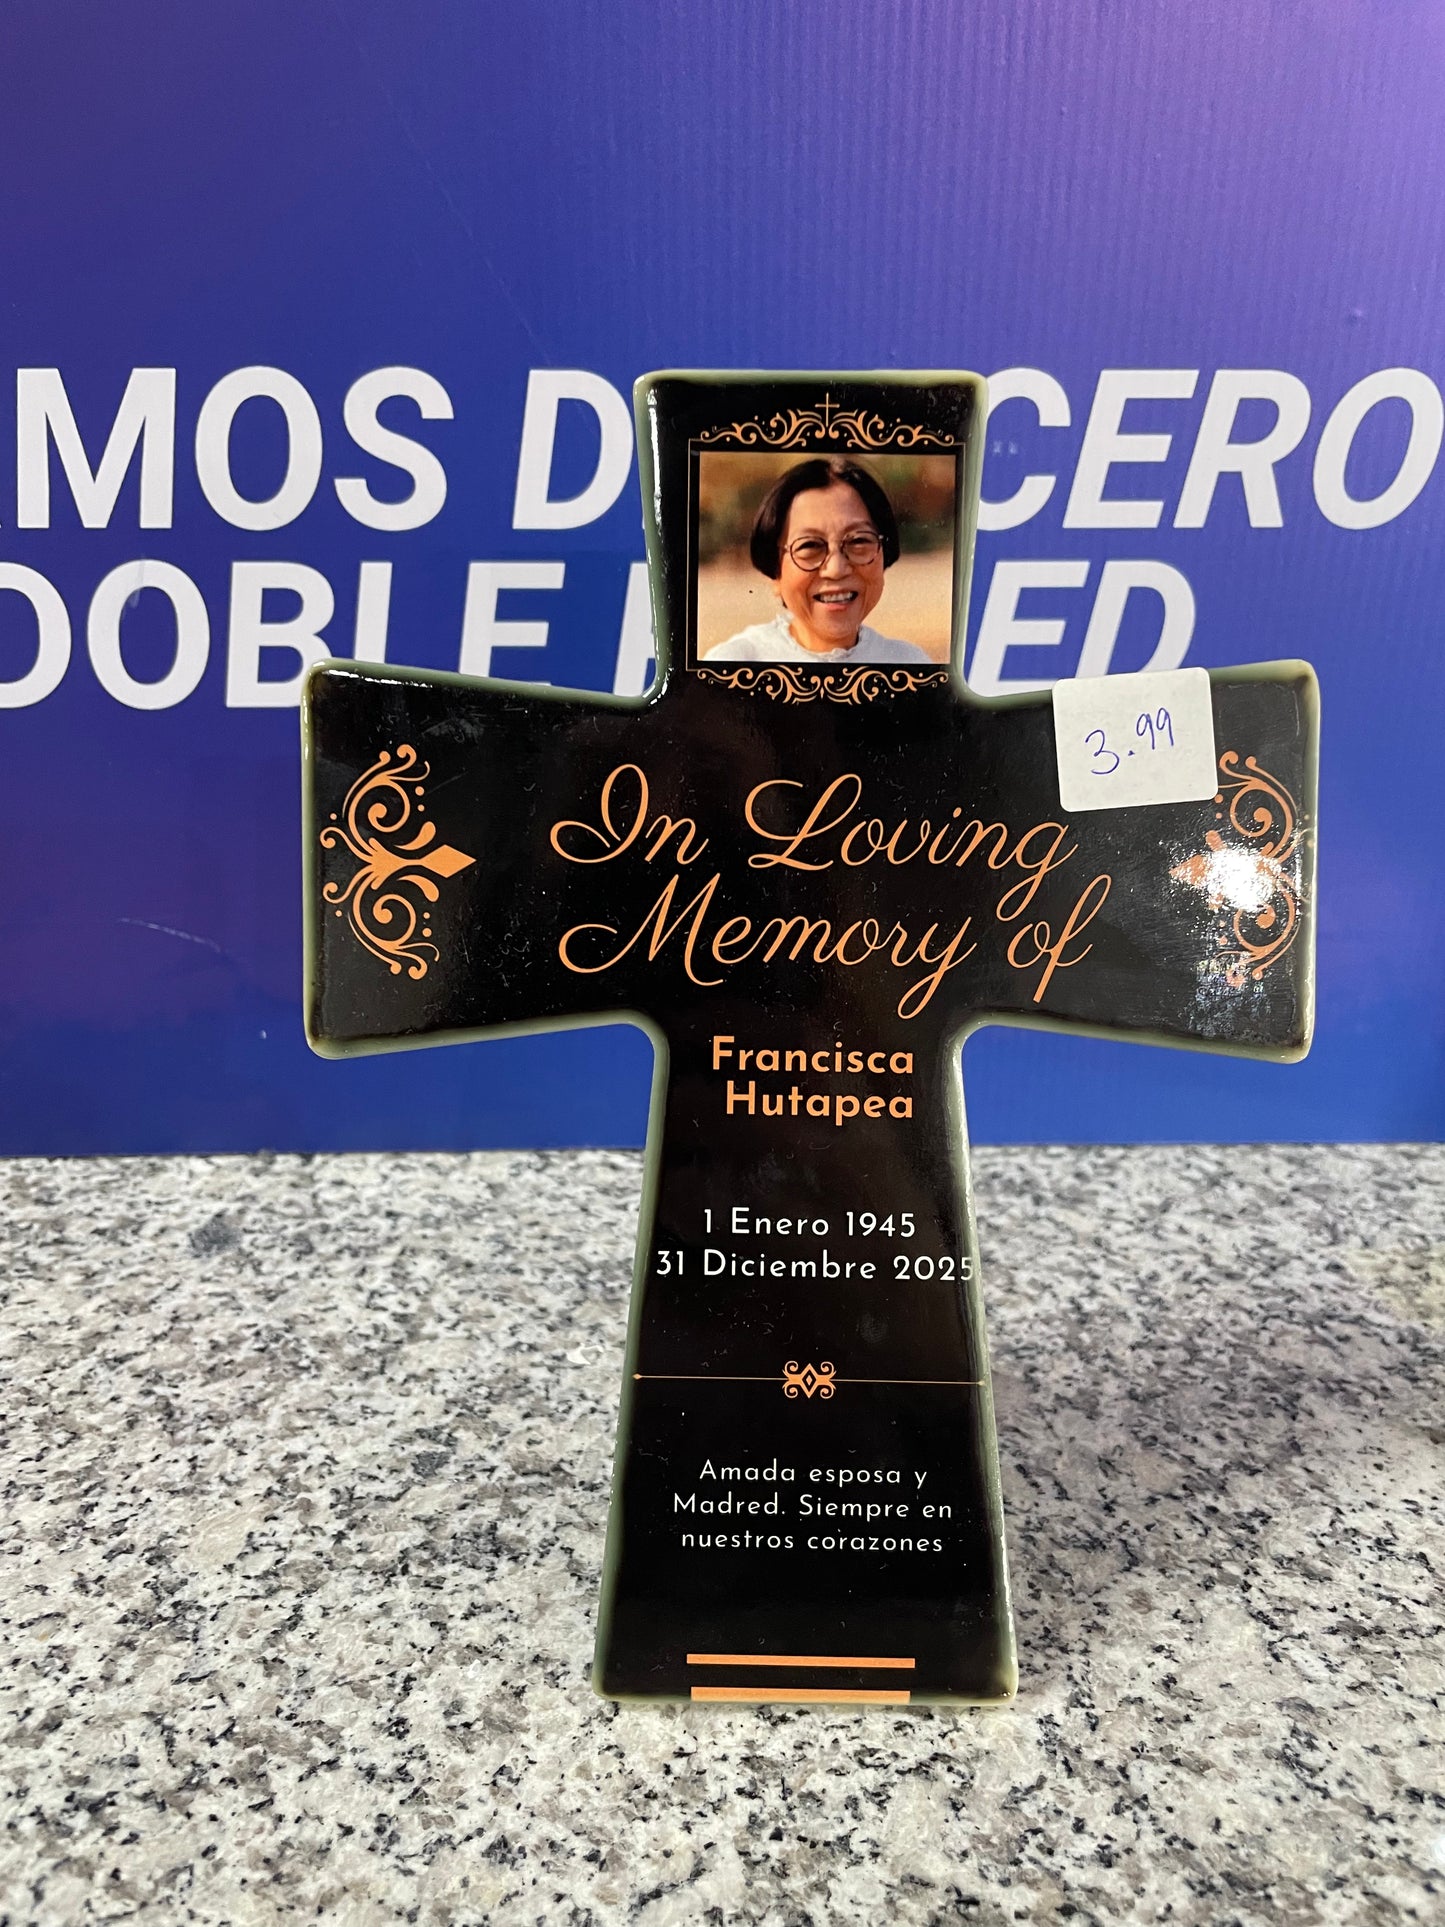 AMOS D CERO
DOBLE ED
3.99
In Loving
Memory of
Francisca
Hutapea
1 Enero 1945
31 Diciembre 2025
Amada esposa y
Madred. Siempre en
nuestros corazones